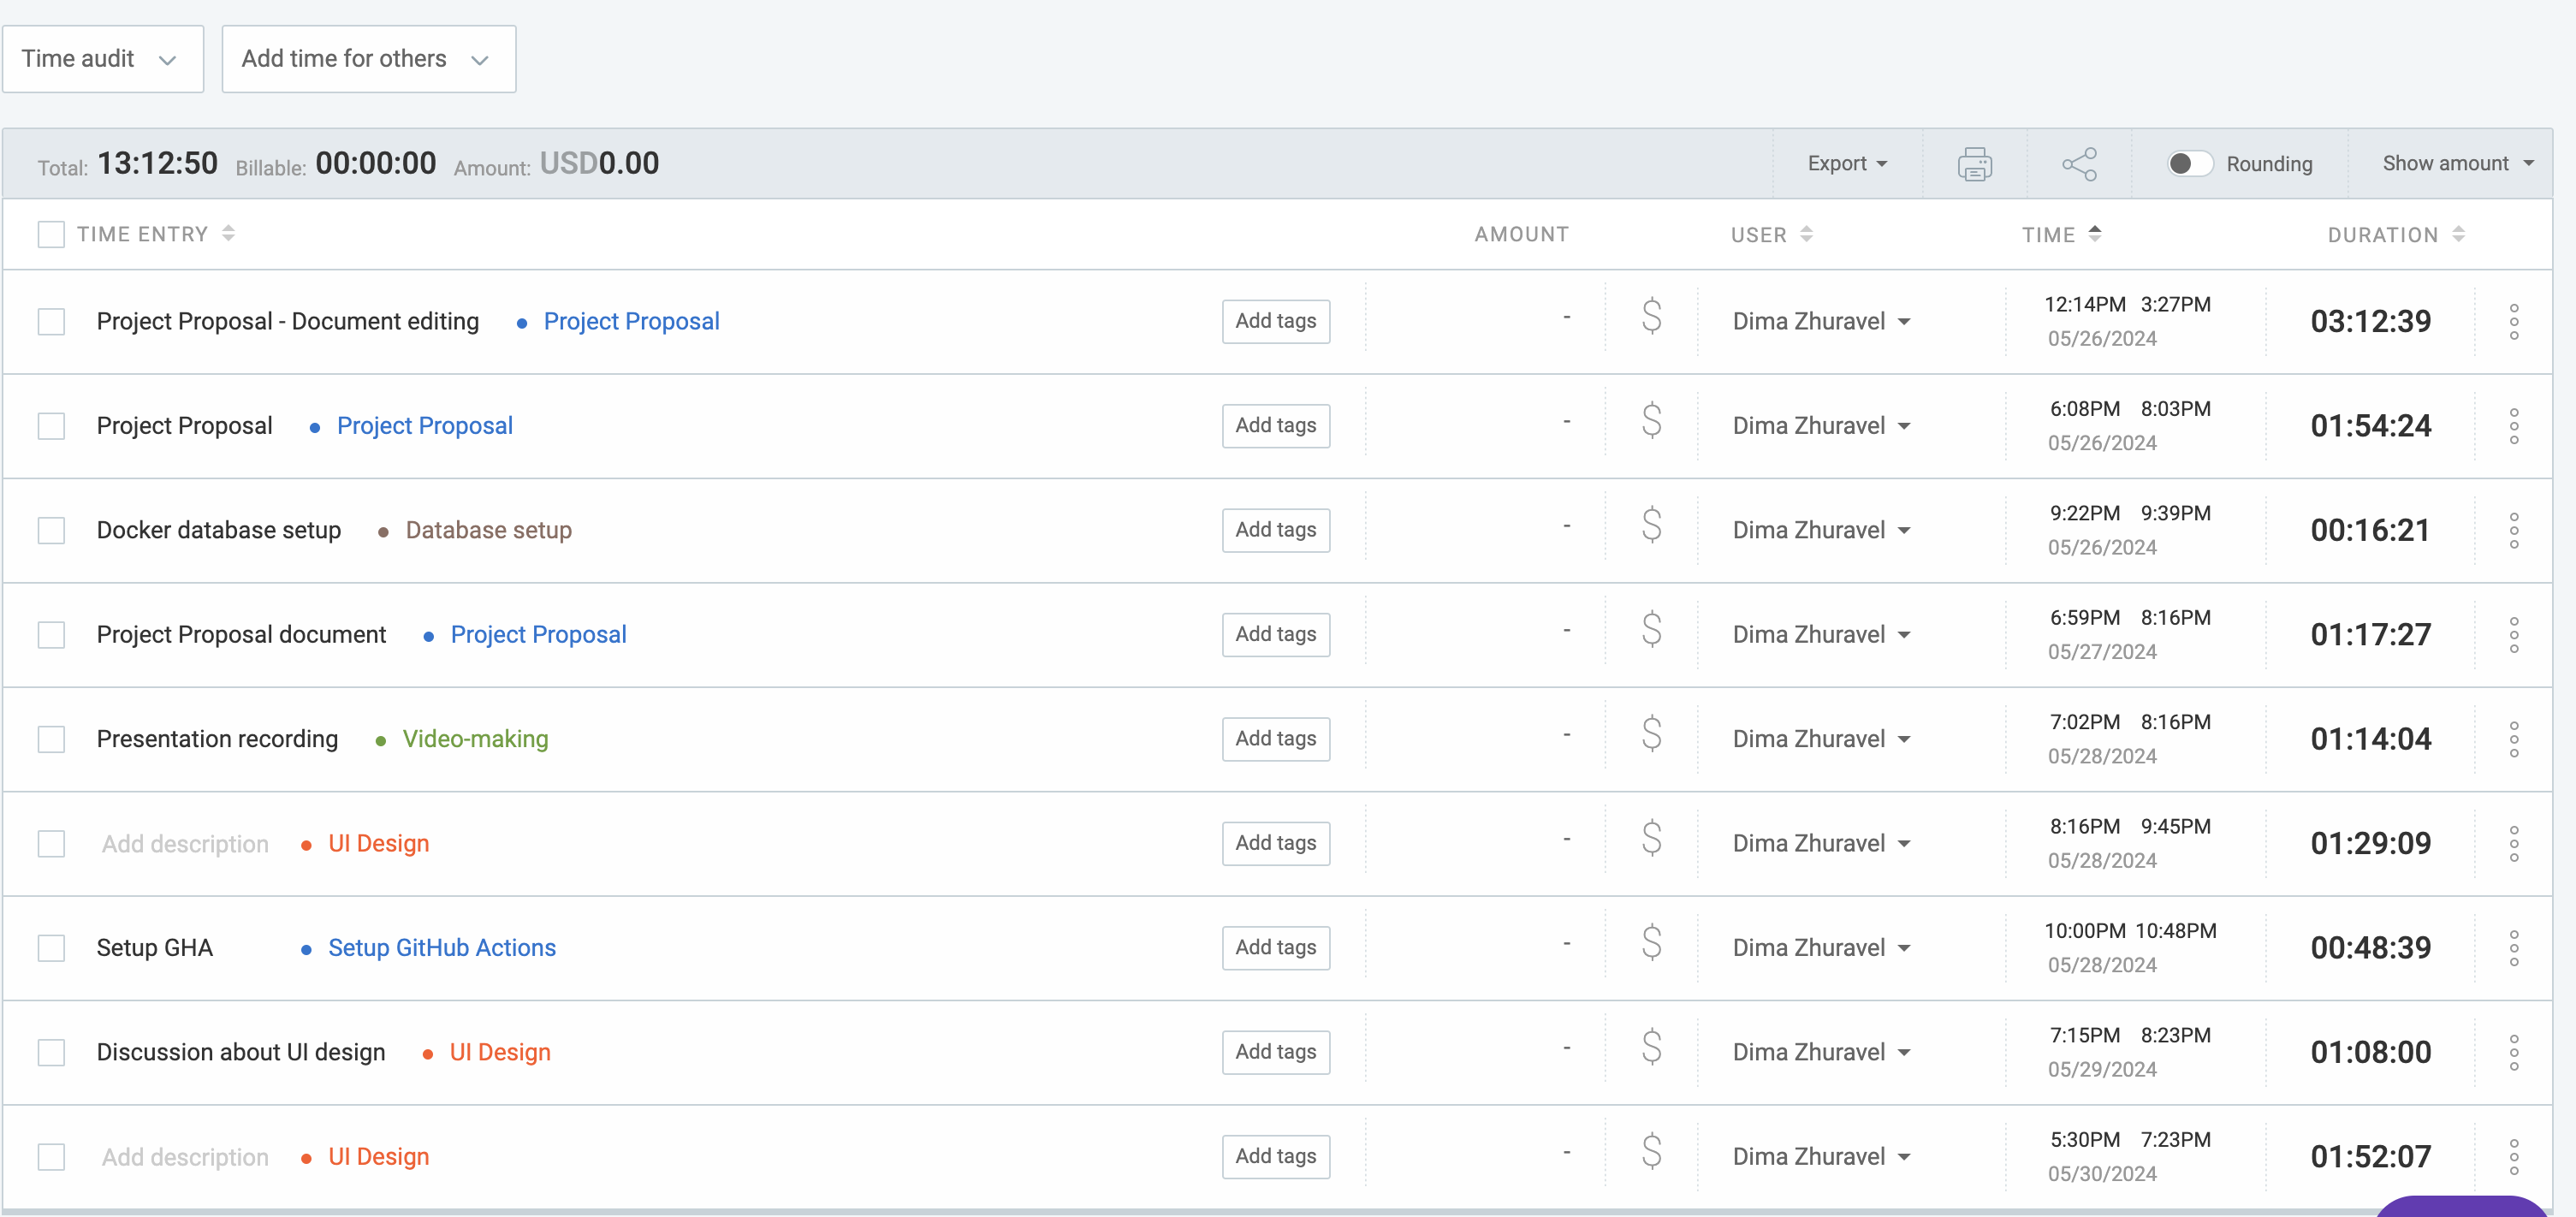 Time audit Add time for others
Total: 13:12:50 Billable: 00:00:00 Amount: USD0.00 Export Rounding Show amount
TIME ENTRY AMOUNT USER TIME DURATION
Project Proposal - Document editing • Project Proposal Add tags - $ Dima Zhuravel 12:14PM 3:27PM 03:12:39
05/26/2024
Project Proposal • Project Proposal Add tags - $ Dima Zhuravel 6:08PM 8:03PM 01:54:24
05/26/2024
Docker database setup • Database setup Add tags - $ Dima Zhuravel 9:22PM 9:39PM 00:16:21
05/26/2024
Project Proposal document • Project Proposal Add tags - $ Dima Zhuravel 6:59PM 8:16PM 01:17:27
05/27/2024
Presentation recording • Video-making Add tags - $ Dima Zhuravel 7:02PM 8:16PM 01:14:04
05/28/2024
Add description • UI Design Add tags - $ Dima Zhuravel 8:16PM 9:45PM 01:29:09
05/28/2024
Setup GHA • Setup GitHub Actions Add tags - $ Dima Zhuravel 10:00PM 10:48PM 00:48:39
05/28/2024
Discussion about UI design • UI Design Add tags - $ Dima Zhuravel 7:15PM 8:23PM 01:08:00
05/29/2024
Add description • UI Design Add tags - $ Dima Zhuravel 5:30PM 7:23PM 01:52:07
05/30/2024